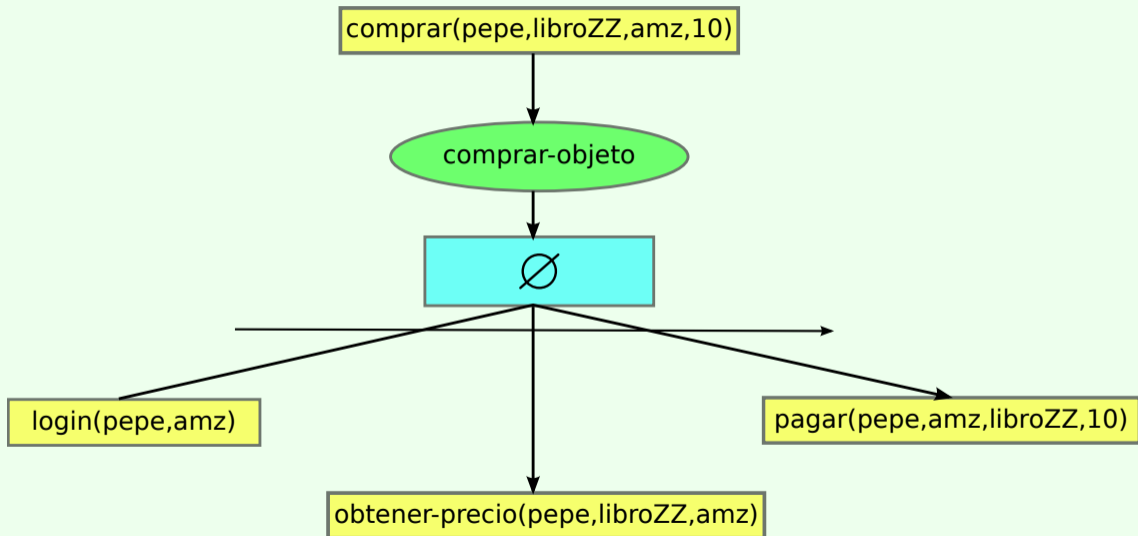 comprar(pepe,libroZZ,amz,10)
comprar-objeto
∅
login(pepe,amz)
pagar(pepe,amz,libroZZ,10)
obtener-precio(pepe,libroZZ,amz)